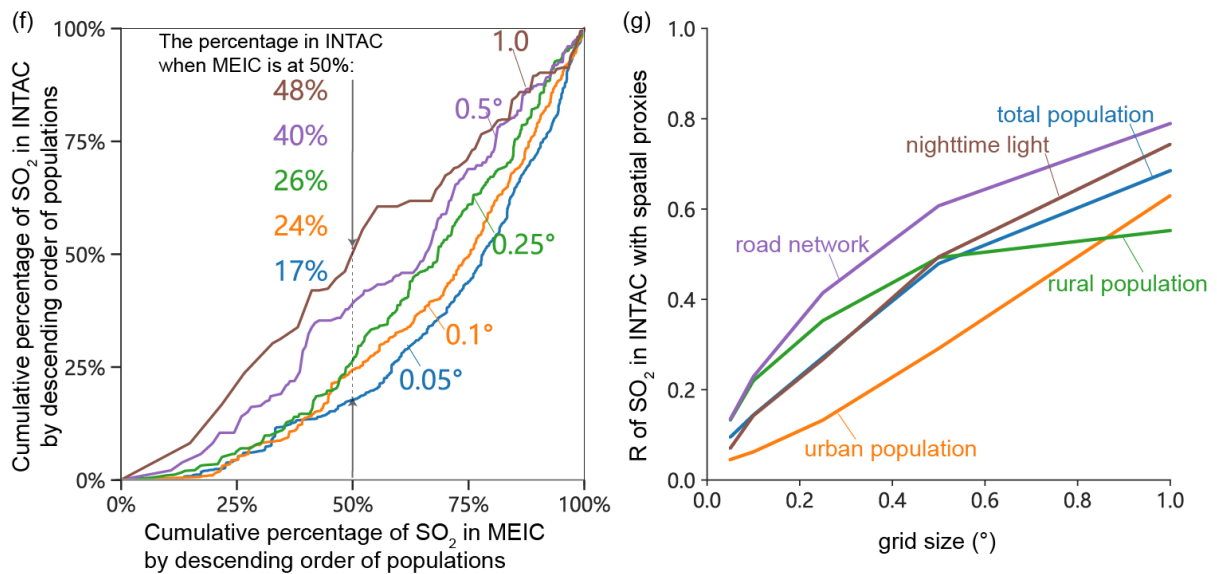 (f)
100%
75%
50%
25%
0%
Cumulative percentage of SO₂ in INTAC
by descending order of populations
The percentage in INTAC
when MEIC is at 50%:
48%
40%
26%
24%
17%
1.0
0.5°
0.25°
0.1°
0.05°
0% 25% 50% 75% 100%
Cumulative percentage of SO₂ in MEIC
by descending order of populations
(g)
1.0
0.8
0.6
0.4
0.2
0.0
R of SO₂ in INTAC with spatial proxies
total population
nighttime light
road network
rural population
urban population
0.0 0.2 0.4 0.6 0.8 1.0
grid size (°)